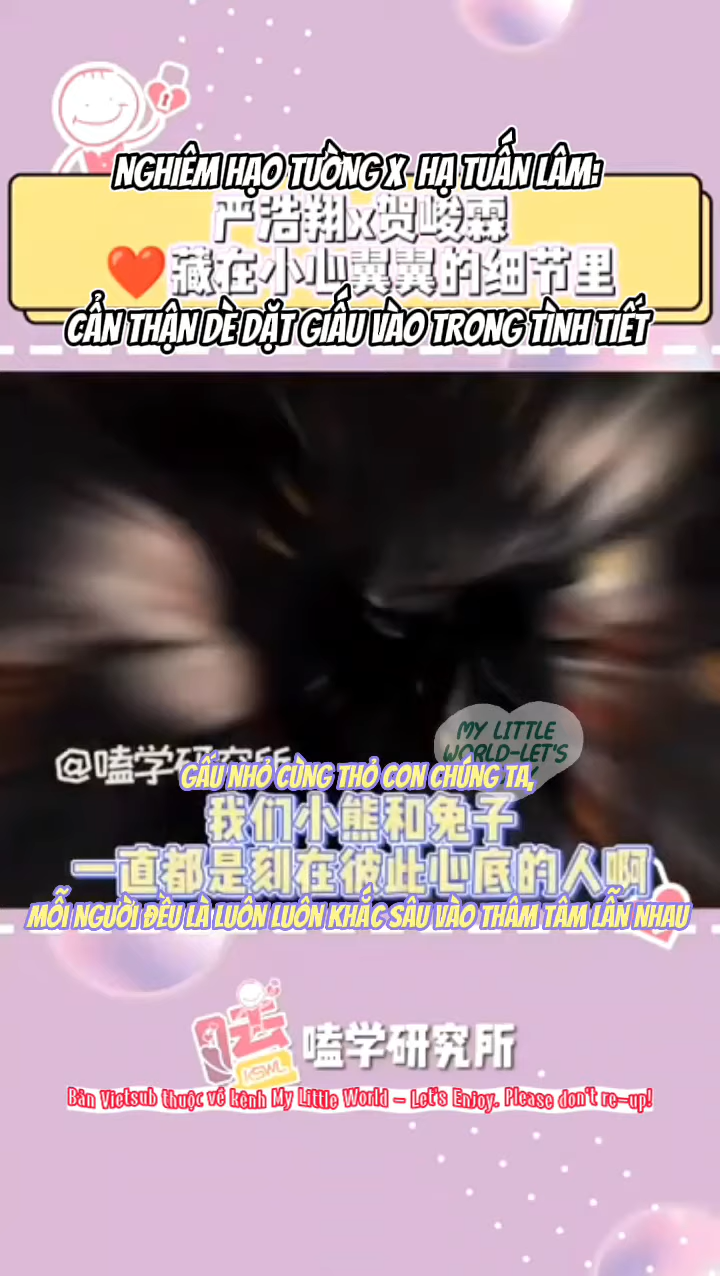 NGHIÊM HẠO TƯỜNG X HẠ TUẤN LÂM:
严浩翔x贺峻霖
❤️藏在小心翼翼的细节里
CẨN THẬN DÈ DẶT GIẤU VÀO TRONG TÌNH TIẾT
MY LITTLE
WORLD-LET'S
@嗑学研究所
GẤU NHỎ CÙNG THỎ CON CHÚNG TA,
我们小熊和兔子
一直都是刻在彼此心底的人啊
MỖI NGƯỜI ĐỀU LÀ LUÔN LUÔN KHẮC SÂU VÀO THÂM TÂM LẪN NHAU
KSWL
嗑学研究所
Bản Vietsub thuộc về kênh My Little World - Let's Enjoy. Please don't re-up!